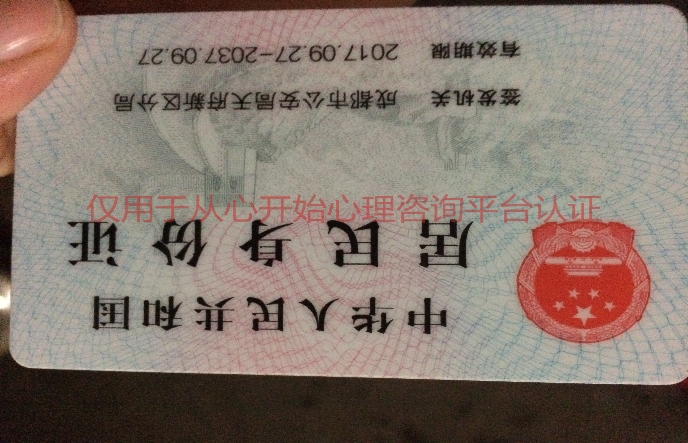 中华人民共和国
居民身份证
仅用于从心开始心理咨询平台认证
签发机关 成都市公安局天府新区分局
有效期限 2017.09.27-2037.09.27